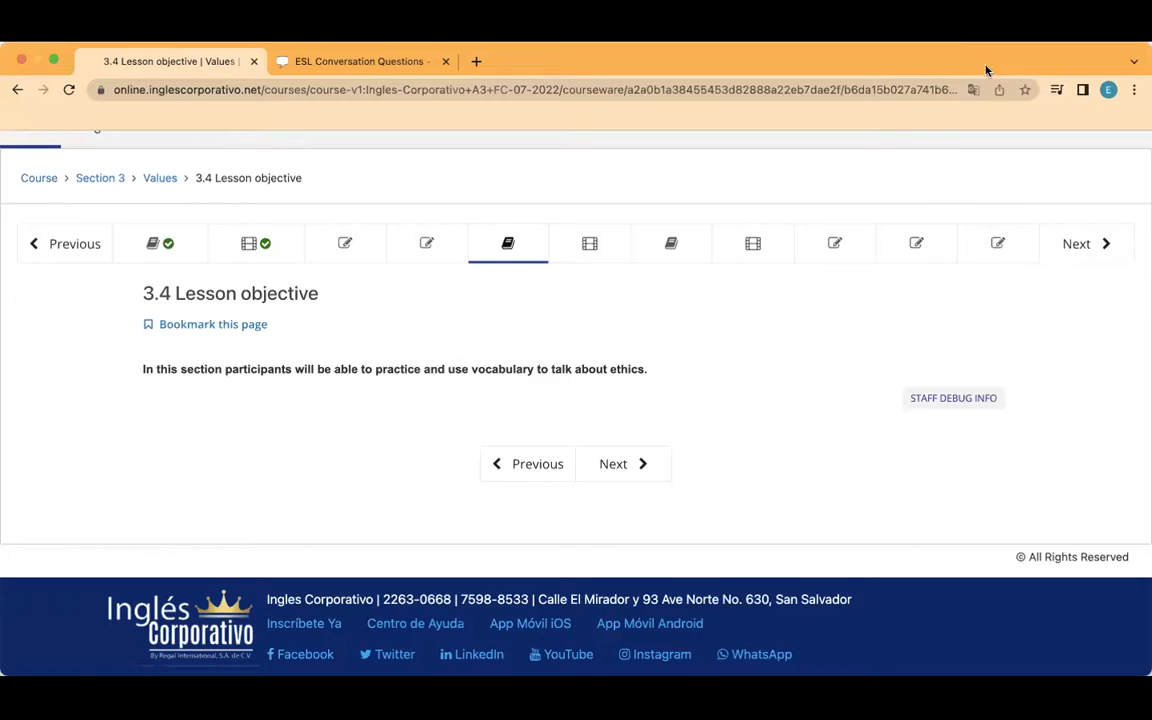 3.4 Lesson objective | Values |
ESL Conversation Questions -
online.inglescorporativo.net/courses/course-v1:Ingles-Corporativo+A3+FC-07-2022/courseware/a2a0b1a38455453d82888a22eb7dae2f/b6da15b027a741b6...
E
Course > Section 3 > Values > 3.4 Lesson objective
Previous
Next
3.4 Lesson objective
Bookmark this page
In this section participants will be able to practice and use vocabulary to talk about ethics.
STAFF DEBUG INFO
Previous Next
© All Rights Reserved
Inglés Corporativo
By Regal International, S.A. de C.V.
Ingles Corporativo | 2263-0668 | 7598-8533 | Calle El Mirador y 93 Ave Norte No. 630, San Salvador
Inscríbete Ya Centro de Ayuda App Móvil iOS App Móvil Android
Facebook Twitter LinkedIn YouTube Instagram WhatsApp